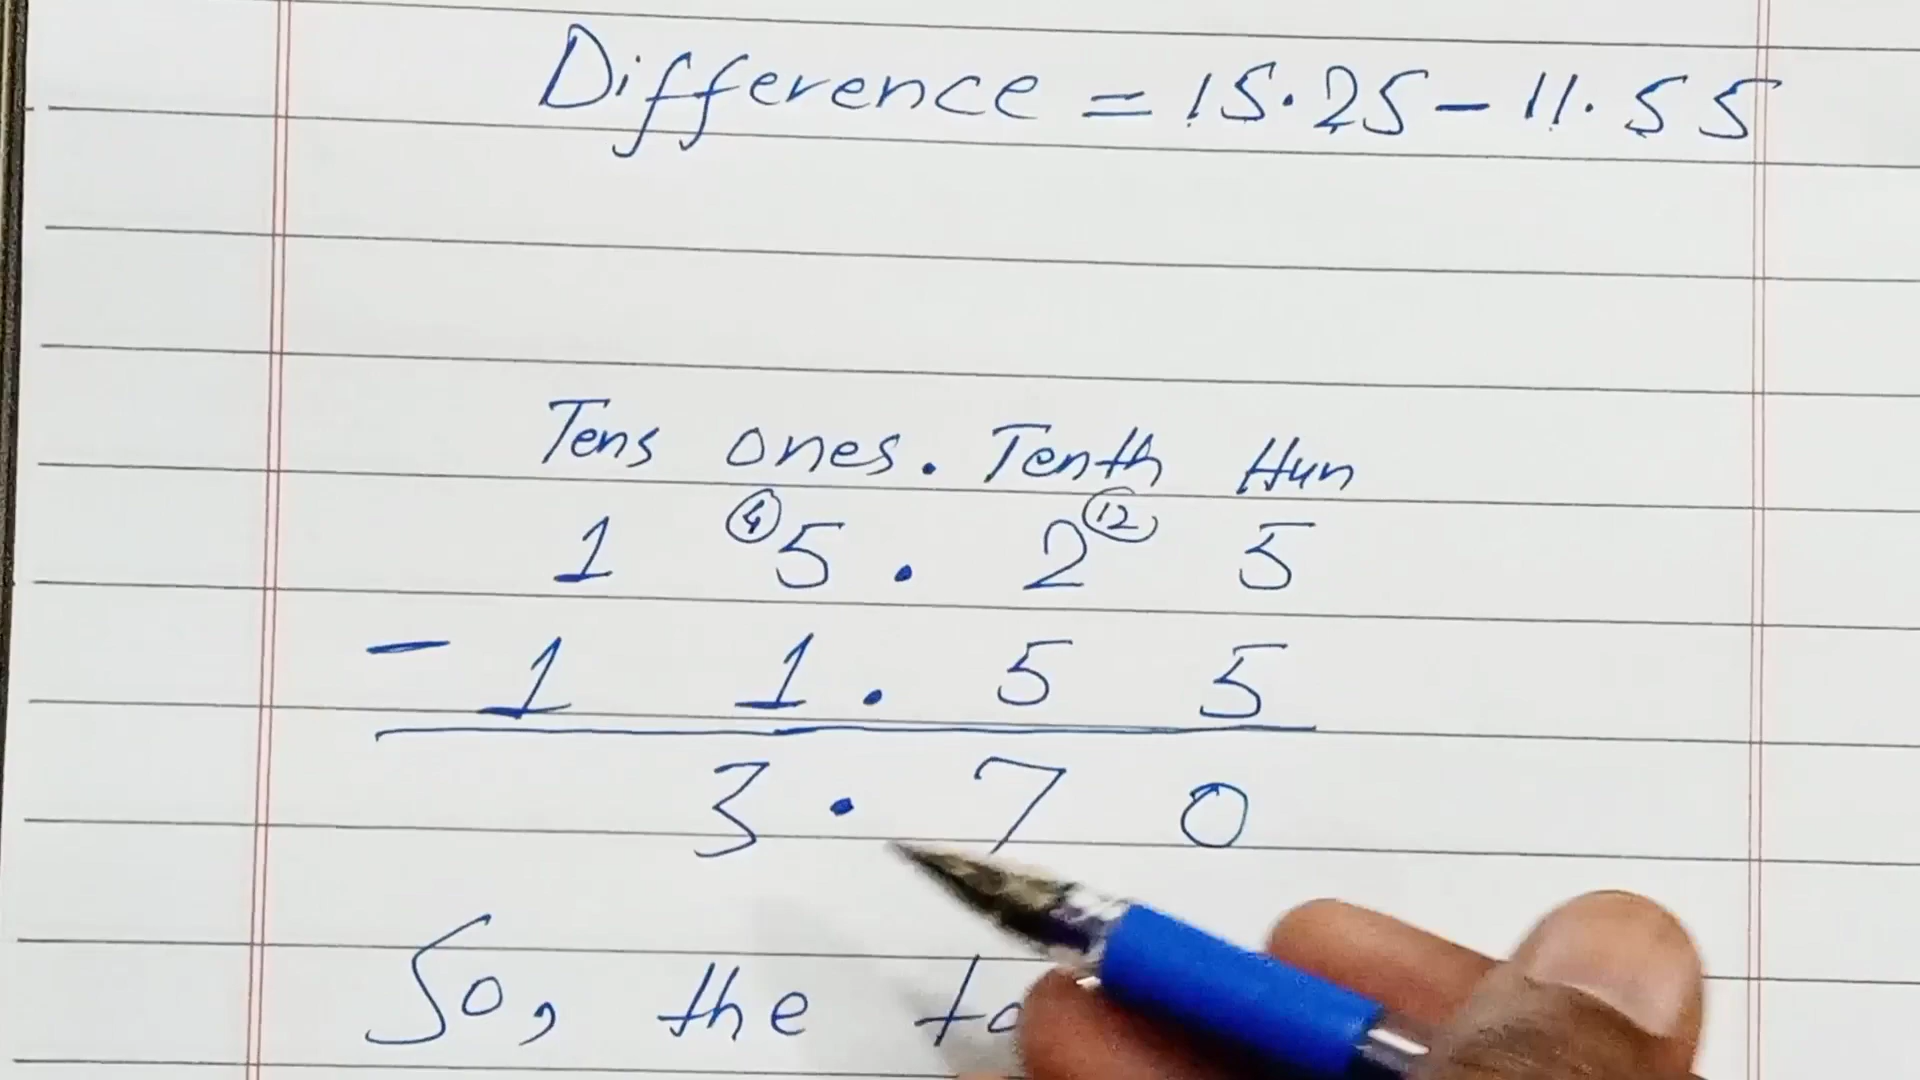 Difference = 15.25 - 11.55
Tens ones. Tenth Hun
1 ④5 . 2⑫ 5
- 1 1 . 5 5
3 . 7 0
So, the